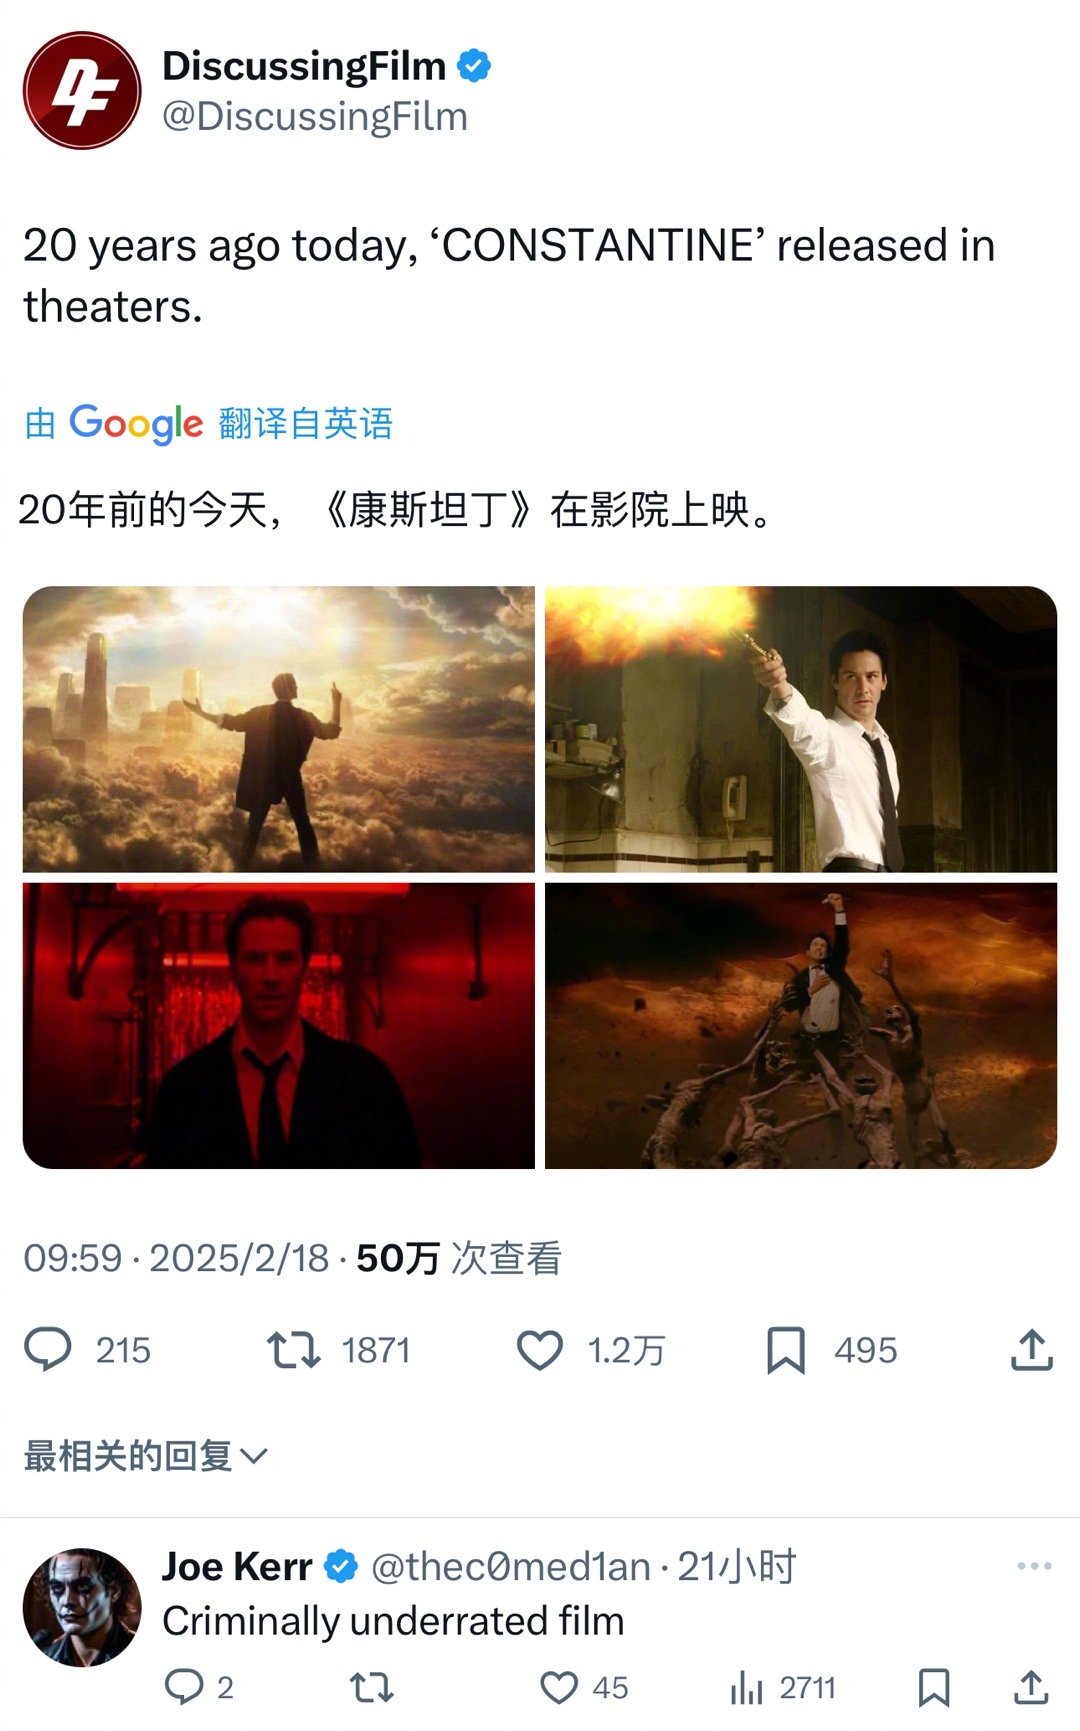 DF
DiscussingFilm
@DiscussingFilm
20 years ago today, ‘CONSTANTINE’ released in
theaters.
由 Google 翻译自英语
20年前的今天，《康斯坦丁》在影院上映。
09:59 · 2025/2/18 · 50万 次查看
215 1871 1.2万 495
最相关的回复
Joe Kerr @thec0med1an · 21小时
Criminally underrated film
2 45 2711